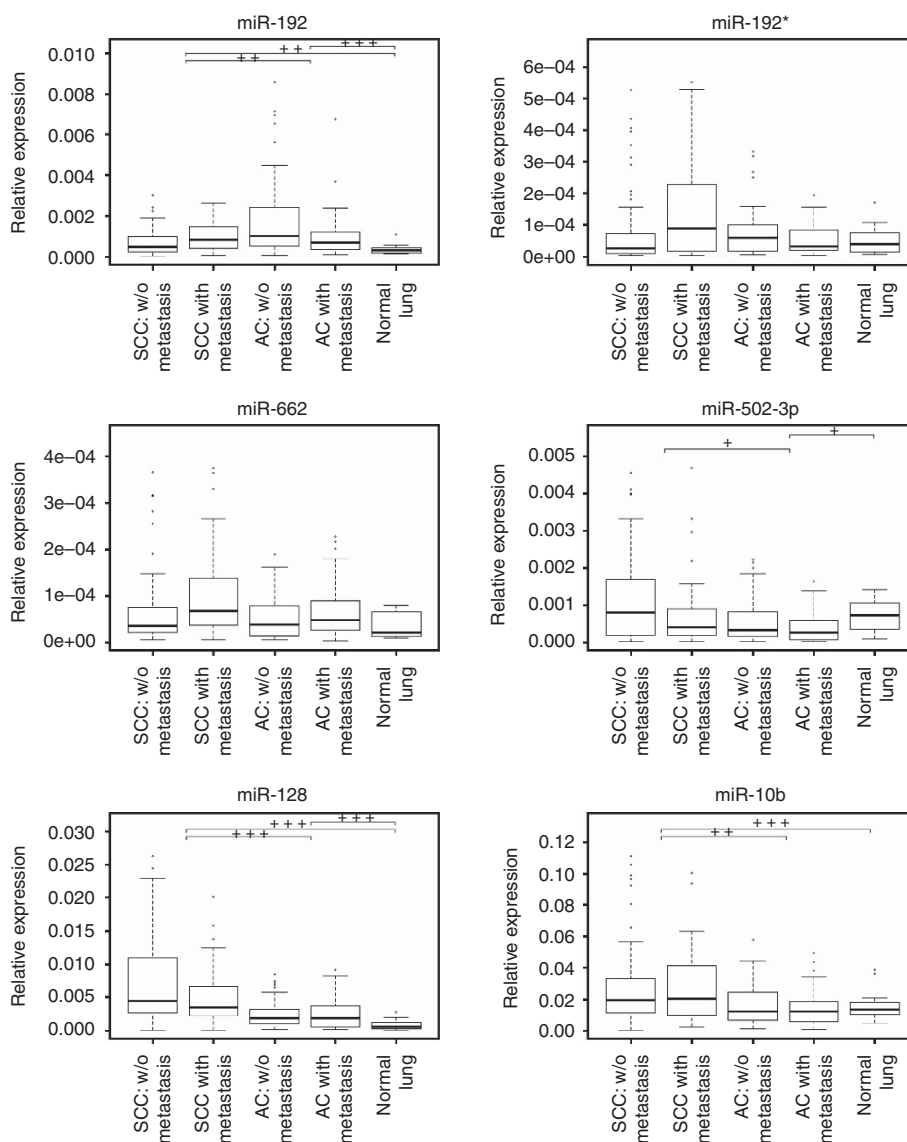 miR-192
Relative expression
0.010
0.008
0.006
0.004
0.002
0.000
++
+++
++
SCC: w/o
metastasis
SCC with
metastasis
AC: w/o
metastasis
AC with
metastasis
Normal
lung
miR-192*
Relative expression
6e–04
5e–04
4e–04
3e–04
2e–04
1e–04
0e+00
SCC: w/o
metastasis
SCC with
metastasis
AC: w/o
metastasis
AC with
metastasis
Normal
lung
miR-662
Relative expression
4e–04
3e–04
2e–04
1e–04
0e+00
SCC: w/o
metastasis
SCC with
metastasis
AC: w/o
metastasis
AC with
metastasis
Normal
lung
miR-502-3p
Relative expression
0.005
0.004
0.003
0.002
0.001
0.000
+
+
SCC: w/o
metastasis
SCC with
metastasis
AC: w/o
metastasis
AC with
metastasis
Normal
lung
miR-128
Relative expression
0.030
0.025
0.020
0.015
0.010
0.005
0.000
+++
+++
+++
SCC: w/o
metastasis
SCC with
metastasis
AC: w/o
metastasis
AC with
metastasis
Normal
lung
miR-10b
Relative expression
0.12
0.10
0.08
0.06
0.04
0.02
0.00
+++
++
SCC: w/o
metastasis
SCC with
metastasis
AC: w/o
metastasis
AC with
metastasis
Normal
lung